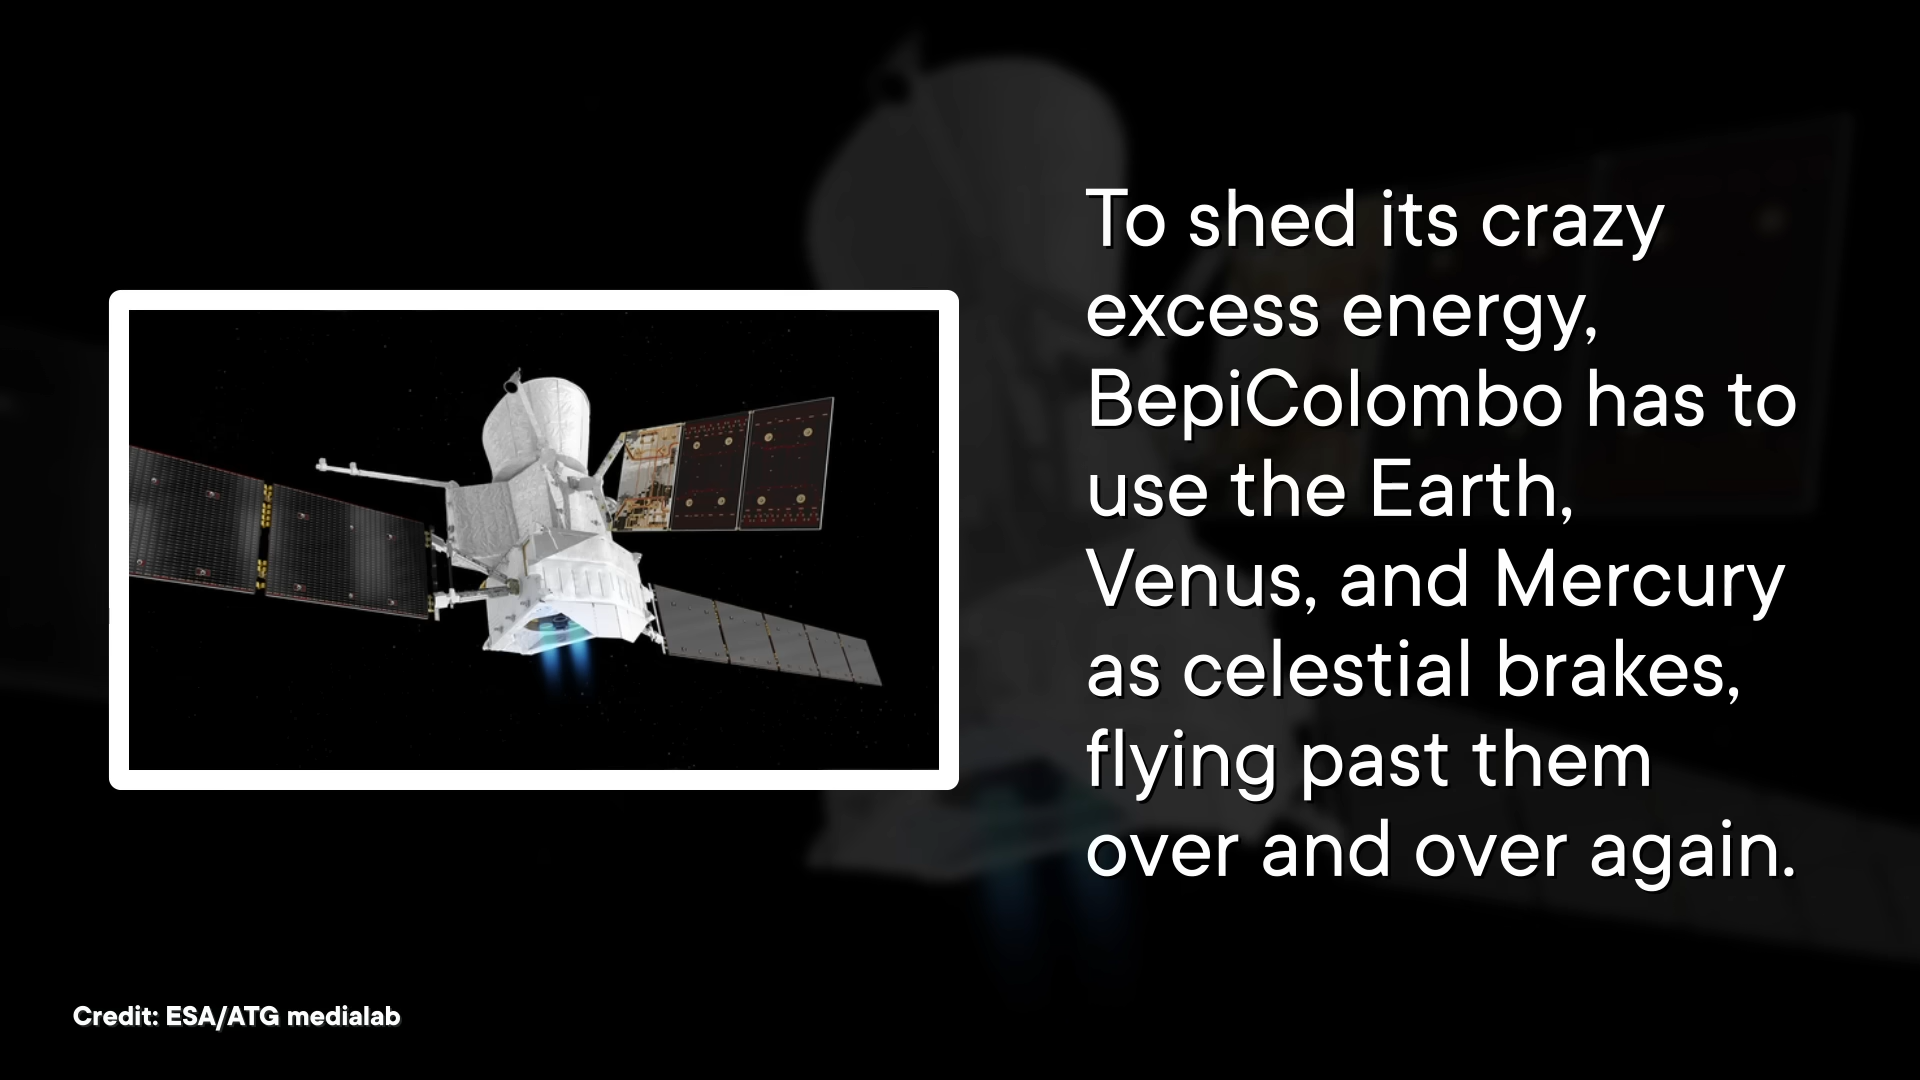 To shed its crazy
excess energy,
BepiColombo has to
use the Earth,
Venus, and Mercury
as celestial brakes,
flying past them
over and over again.
Credit: ESA/ATG medialab